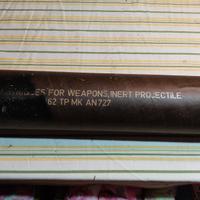 FOR WEAPONS, INERT PROJECTILE
62 TP MK AN727